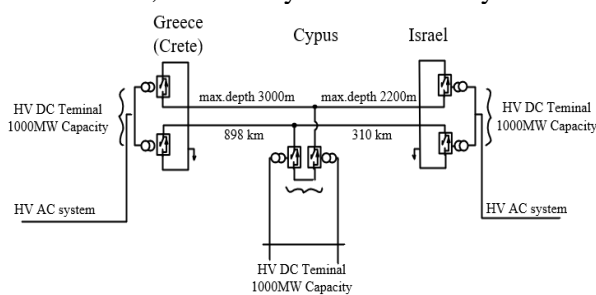 Greece
(Crete)
Cypus
Israel
max.depth 3000m
max.depth 2200m
HV DC Teminal
1000MW Capacity
HV DC Teminal
1000MW Capacity
898 km
310 km
HV AC system
HV AC system
HV DC Teminal
1000MW Capacity